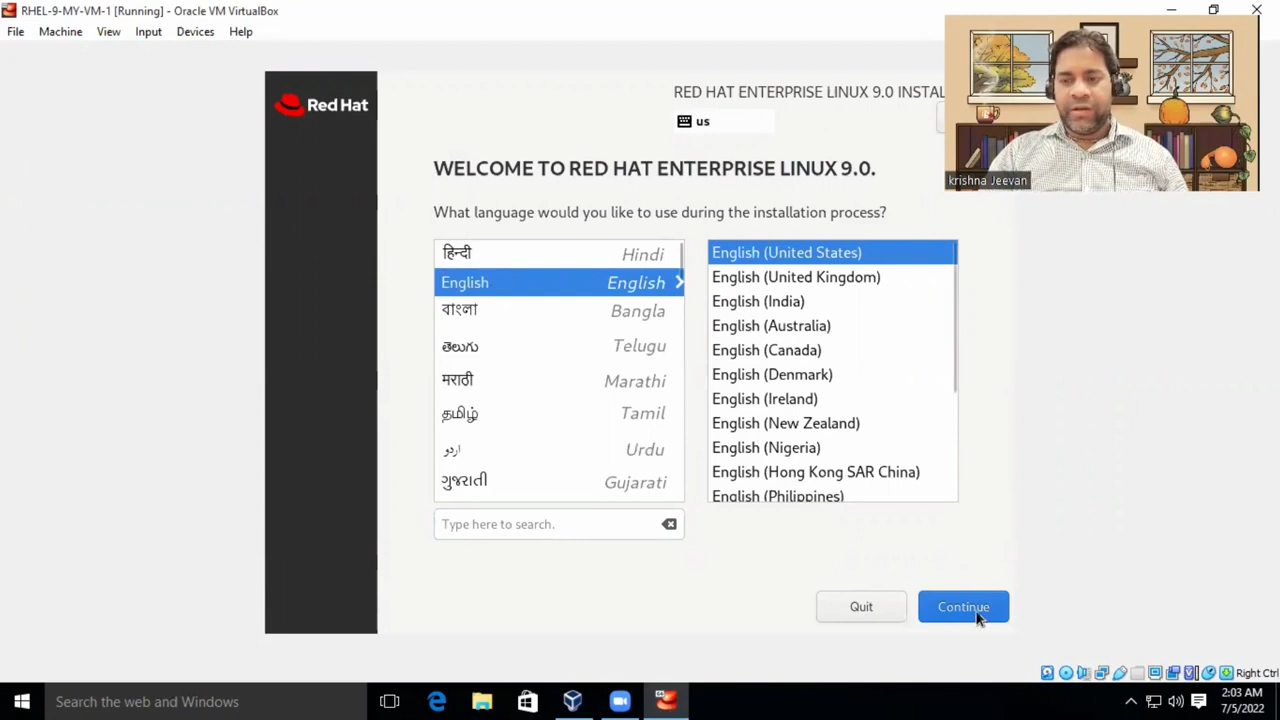 RHEL-9-MY-VM-1 [Running] - Oracle VM VirtualBox
File Machine View Input Devices Help
Red Hat
RED HAT ENTERPRISE LINUX 9.0 INSTAL
us
krishna Jeevan
WELCOME TO RED HAT ENTERPRISE LINUX 9.0.
What language would you like to use during the installation process?
हिन्दी Hindi
English English
বাংলা Bangla
తెలుగు Telugu
मराठी Marathi
தமிழ் Tamil
اردو Urdu
ગુજરાતી Gujarati
English (United States)
English (United Kingdom)
English (India)
English (Australia)
English (Canada)
English (Denmark)
English (Ireland)
English (New Zealand)
English (Nigeria)
English (Hong Kong SAR China)
English (Philippines)
Type here to search.
Quit Continue
Right Ctrl
Search the web and Windows
2:03 AM
7/5/2022